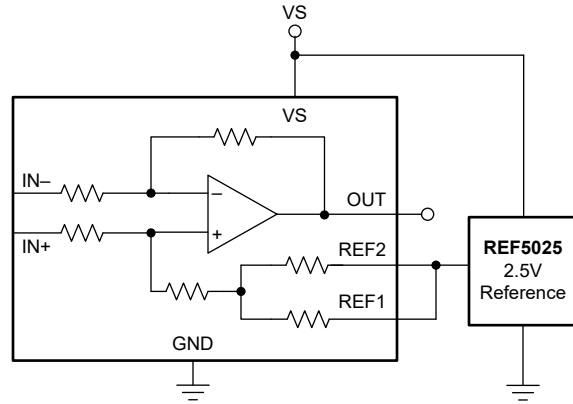 VS
VS
IN–
–
OUT
+
IN+
REF2
REF1
GND
REF5025
2.5V
Reference